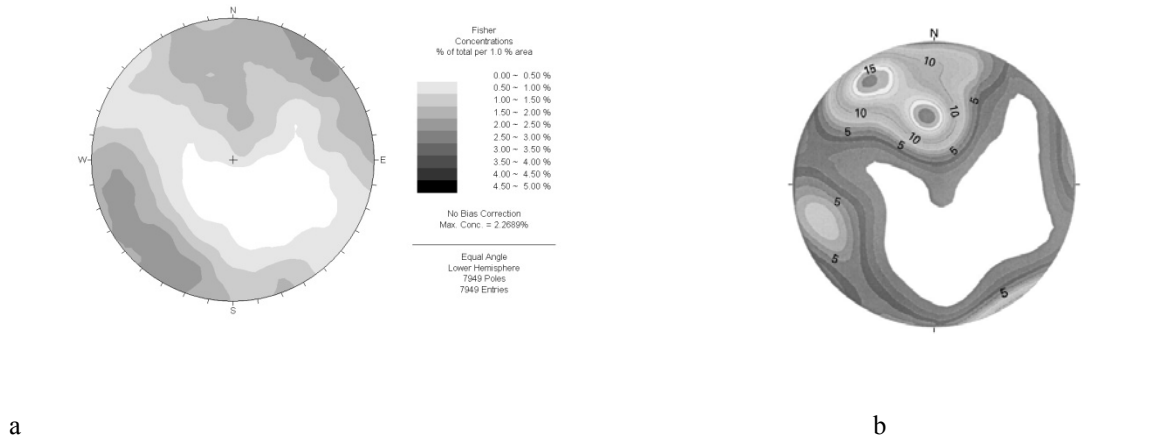 N
W
E
S
Fisher
Concentrations
% of total per 1.0 % area
0.00 ~ 0.50 %
0.50 ~ 1.00 %
1.00 ~ 1.50 %
1.50 ~ 2.00 %
2.00 ~ 2.50 %
2.50 ~ 3.00 %
3.00 ~ 3.50 %
3.50 ~ 4.00 %
4.00 ~ 4.50 %
4.50 ~ 5.00 %
No Bias Correction
Max. Conc. = 2.2689%
Equal Angle
Lower Hemisphere
7949 Poles
7949 Entries
N
15
10
10
10
10
5
5
5
5
5
5
5
a
b